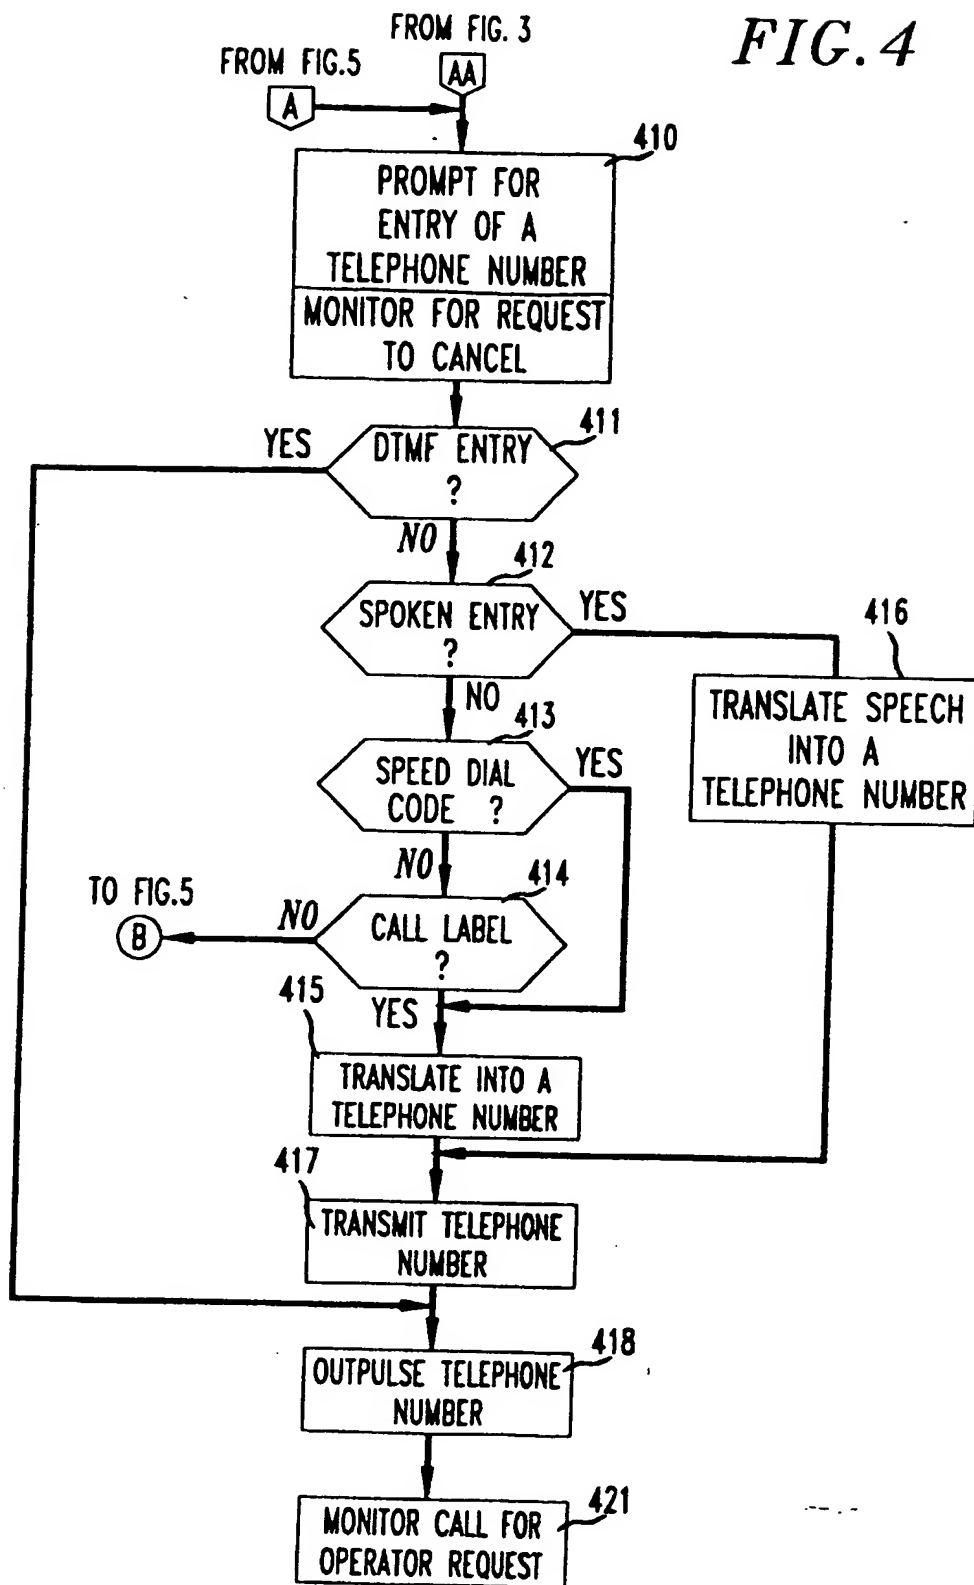 FIG. 4
FROM FIG. 3
FROM FIG.5
AA
A
410
PROMPT FOR
ENTRY OF A
TELEPHONE NUMBER
MONITOR FOR REQUEST
TO CANCEL
411
YES
DTMF ENTRY
?
NO
412
SPOKEN ENTRY
?
YES
416
TRANSLATE SPEECH
INTO A
TELEPHONE NUMBER
NO
413
SPEED DIAL
CODE ?
YES
NO
414
TO FIG.5
B
NO
CALL LABEL
?
415
YES
TRANSLATE INTO A
TELEPHONE NUMBER
417
TRANSMIT TELEPHONE
NUMBER
418
OUTPULSE TELEPHONE
NUMBER
421
MONITOR CALL FOR
OPERATOR REQUEST